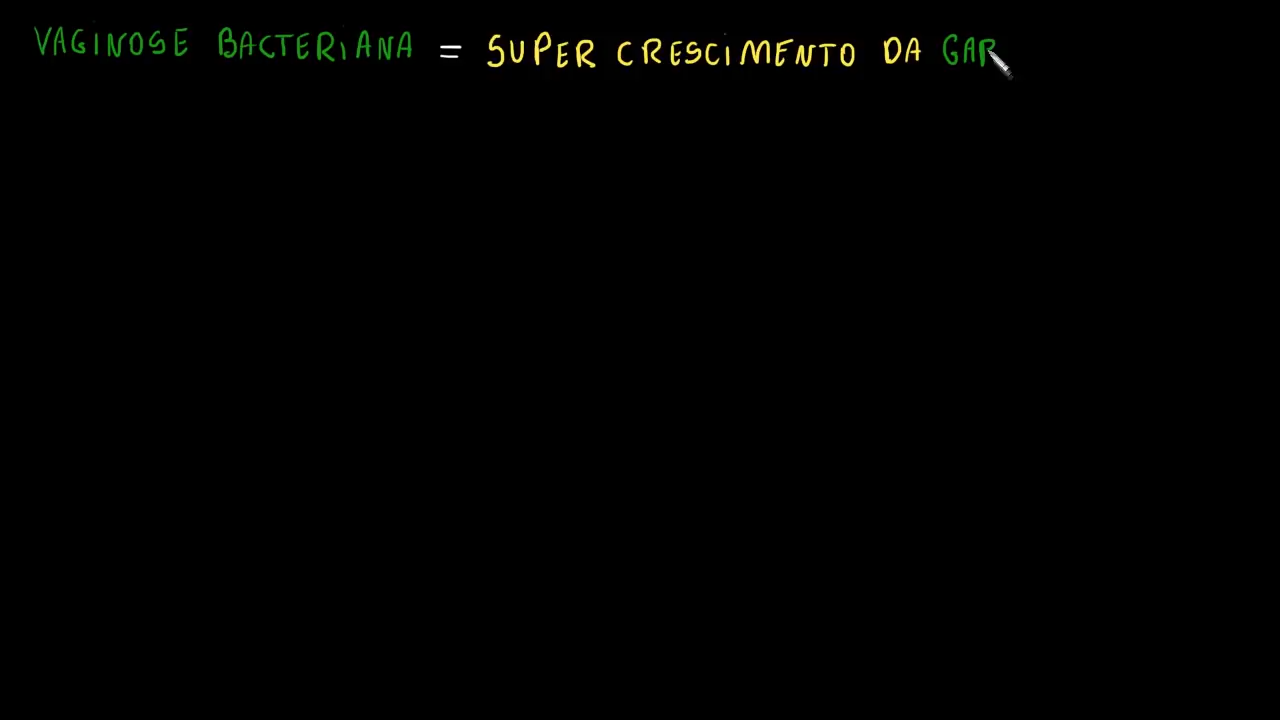 VAGINOSE BACTERIANA = SUPER CRESCIMENTO DA GAR